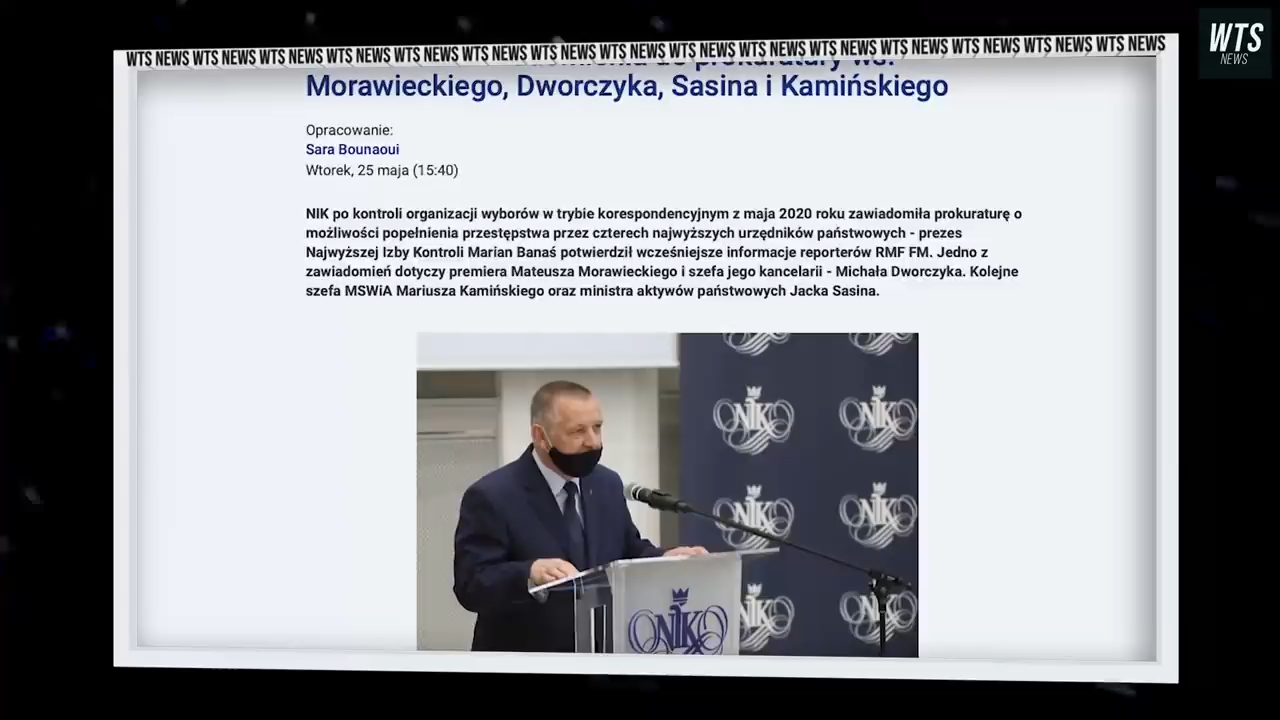 WTS NEWS WTS NEWS WTS NEWS WTS NEWS WTS NEWS WTS NEWS WTS NEWS WTS NEWS WTS NEWS WTS NEWS WTS NEWS WTS NEWS WTS NEWS WTS NEWS WTS NEWS WTS NEWS
WTS
NEWS
do prokuratury ws.
Morawieckiego, Dworczyka, Sasina i Kamińskiego
Opracowanie:
Sara Bounaoui
Wtorek, 25 maja (15:40)
NIK po kontroli organizacji wyborów w trybie korespondencyjnym z maja 2020 roku zawiadomiła prokuraturę o
możliwości popełnienia przestępstwa przez czterech najwyższych urzędników państwowych - prezes
Najwyższej Izby Kontroli Marian Banaś potwierdził wcześniejsze informacje reporterów RMF FM. Jedno z
zawiadomień dotyczy premiera Mateusza Morawieckiego i szefa jego kancelarii - Michała Dworczyka. Kolejne
szefa MSWiA Mariusza Kamińskiego oraz ministra aktywów państwowych Jacka Sasina.
NIK
NIK
NIK
NIK
NIK
NIK
NIK